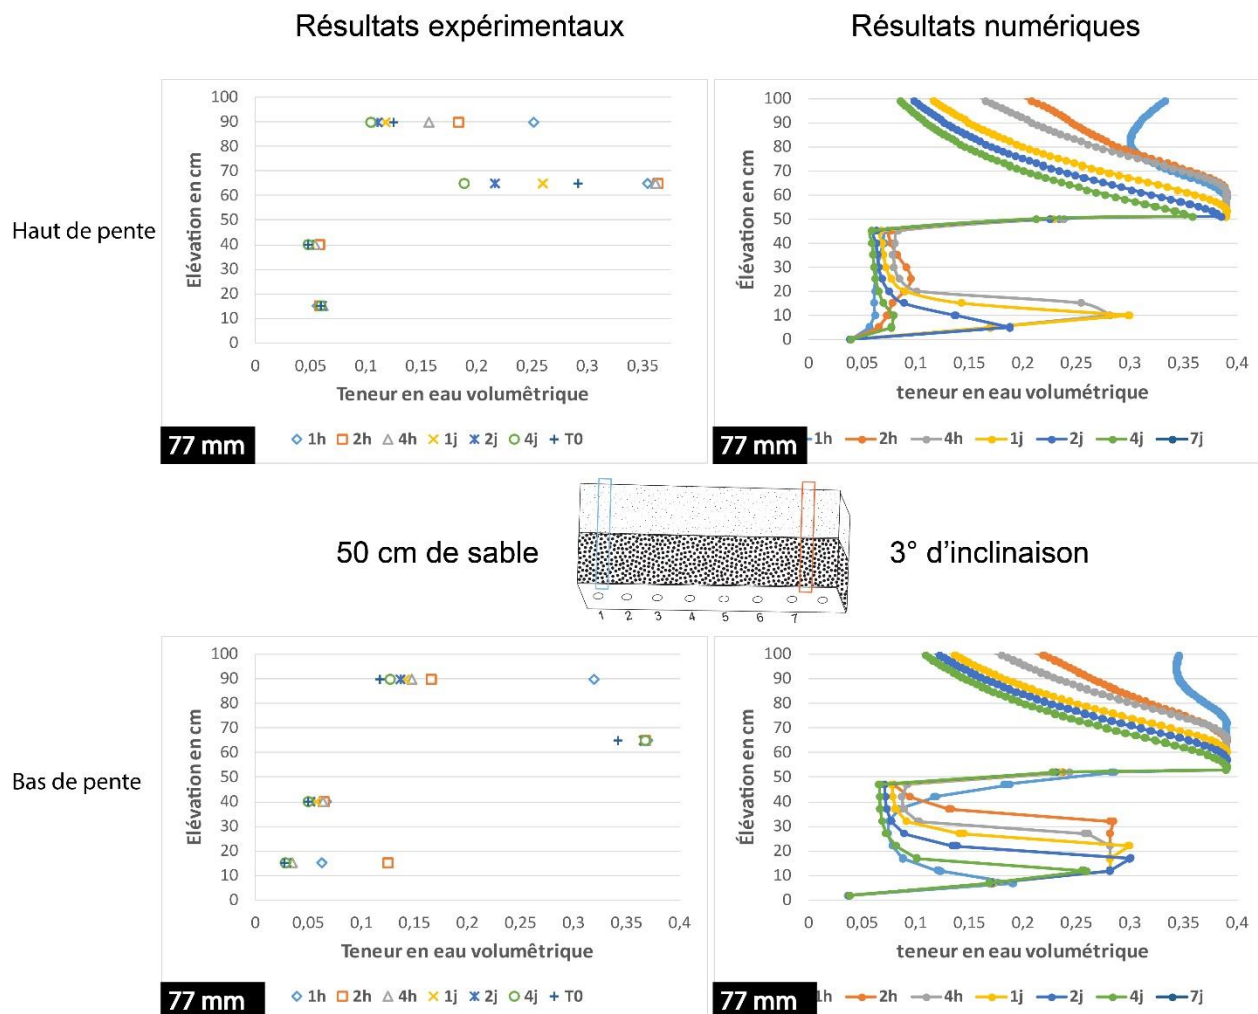 Résultats expérimentaux
Résultats numériques
Haut de pente
Elévation en cm
100
90
80
70
60
50
40
30
20
10
0
0 0,05 0,1 0,15 0,2 0,25 0,3 0,35
Teneur en eau volumêtrique
77 mm
1h 2h 4h 1j 2j 4j T0
Élévation en cm
100
90
80
70
60
50
40
30
20
10
0
0 0,05 0,1 0,15 0,2 0,25 0,3 0,35 0,4
teneur en eau volumétrique
77 mm
1h 2h 4h 1j 2j 4j 7j
50 cm de sable
1 2 3 4 5 6 7
3° d'inclinaison
Bas de pente
Elévation en cm
100
90
80
70
60
50
40
30
20
10
0
0 0,05 0,1 0,15 0,2 0,25 0,3 0,35 0,4
Teneur en eau volumêtrique
77 mm
1h 2h 4h 1j 2j 4j T0
Élévation en cm
100
90
80
70
60
50
40
30
20
10
0
0 0,05 0,1 0,15 0,2 0,25 0,3 0,35 0,4
teneur en eau volumétrique
77 mm
1h 2h 4h 1j 2j 4j 7j